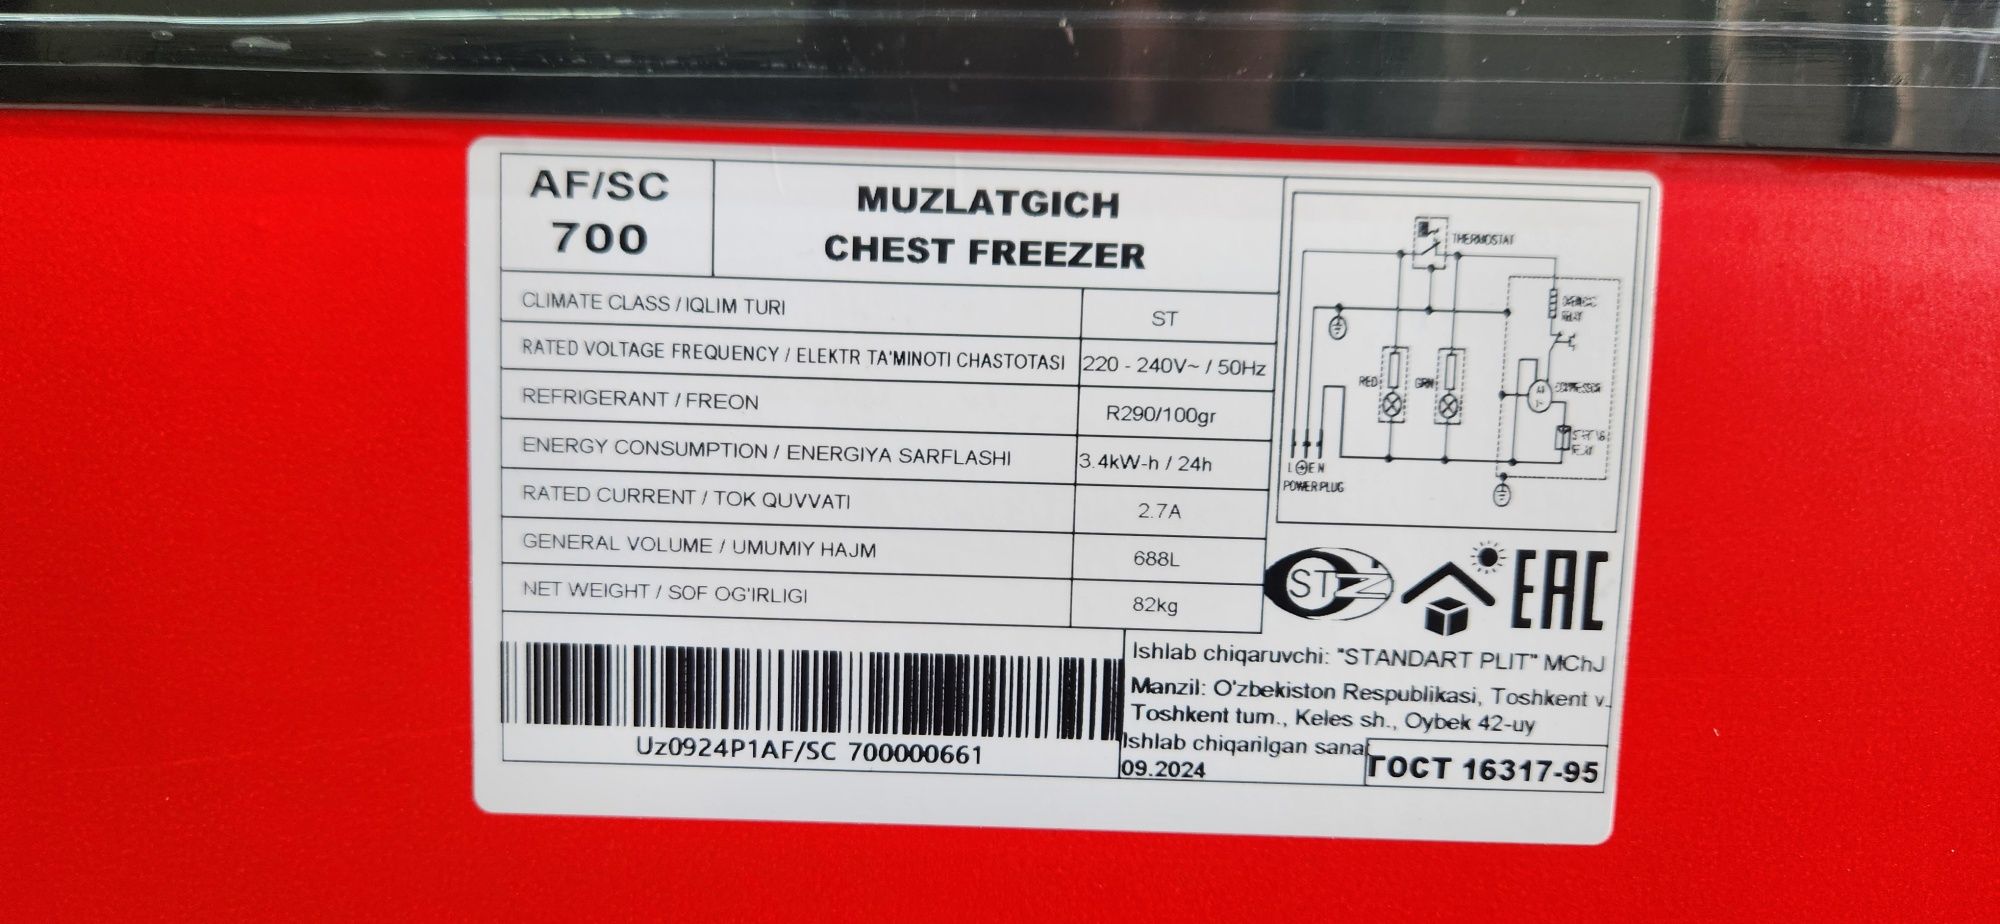 AF/SC
700
MUZLATGICH
CHEST FREEZER
CLIMATE CLASS / IQLIM TURI
ST
RATED VOLTAGE FREQUENCY / ELEKTR TA'MINOTI CHASTOTASI
220 - 240V~ / 50Hz
REFRIGERANT / FREON
R290/100gr
ENERGY CONSUMPTION / ENERGIYA SARFLASHI
3.4kW-h / 24h
RATED CURRENT / TOK QUVVATI
2.7A
GENERAL VOLUME / UMUMIY HAJM
688L
NET WEIGHT / SOF OG'IRLIGI
82kg
THERMOSTAT
RELAY
RED
GRN
COMPRESSOR
RELAY
L E N
POWER PLUG
STZ
EAC
Ishlab chiqaruvchi: "STANDART PLIT" MChJ
Manzil: O'zbekiston Respublikasi, Toshkent v.
Toshkent tum., Keles sh., Oybek 42-uy
Ishlab chiqarilgan sana
09.2024
ГОСТ 16317-95
Uz0924P1AF/SC 700000661